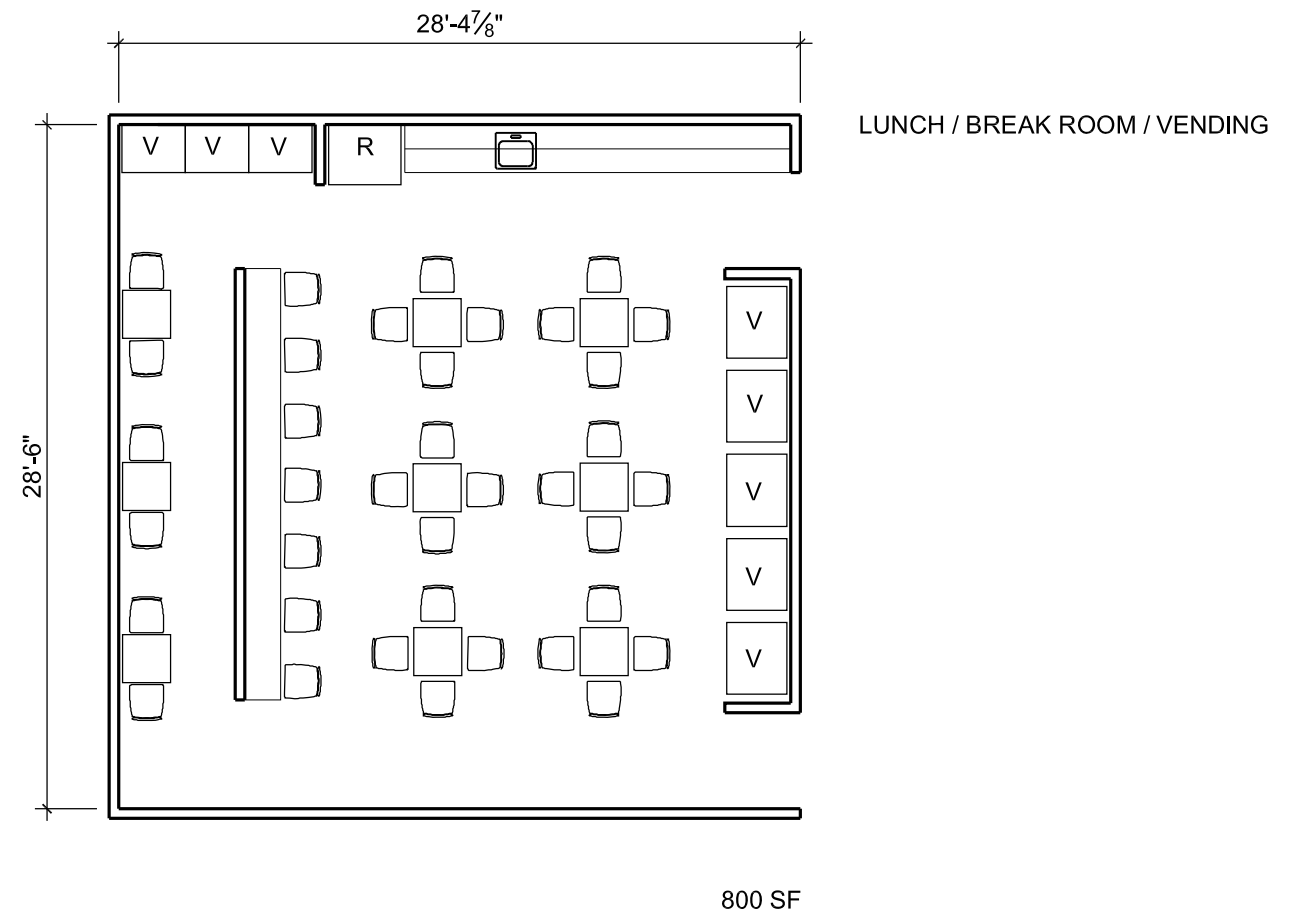 28'-4⅞"
LUNCH / BREAK ROOM / VENDING
V V V R
28'-6"
V
V
V
V
V
800 SF